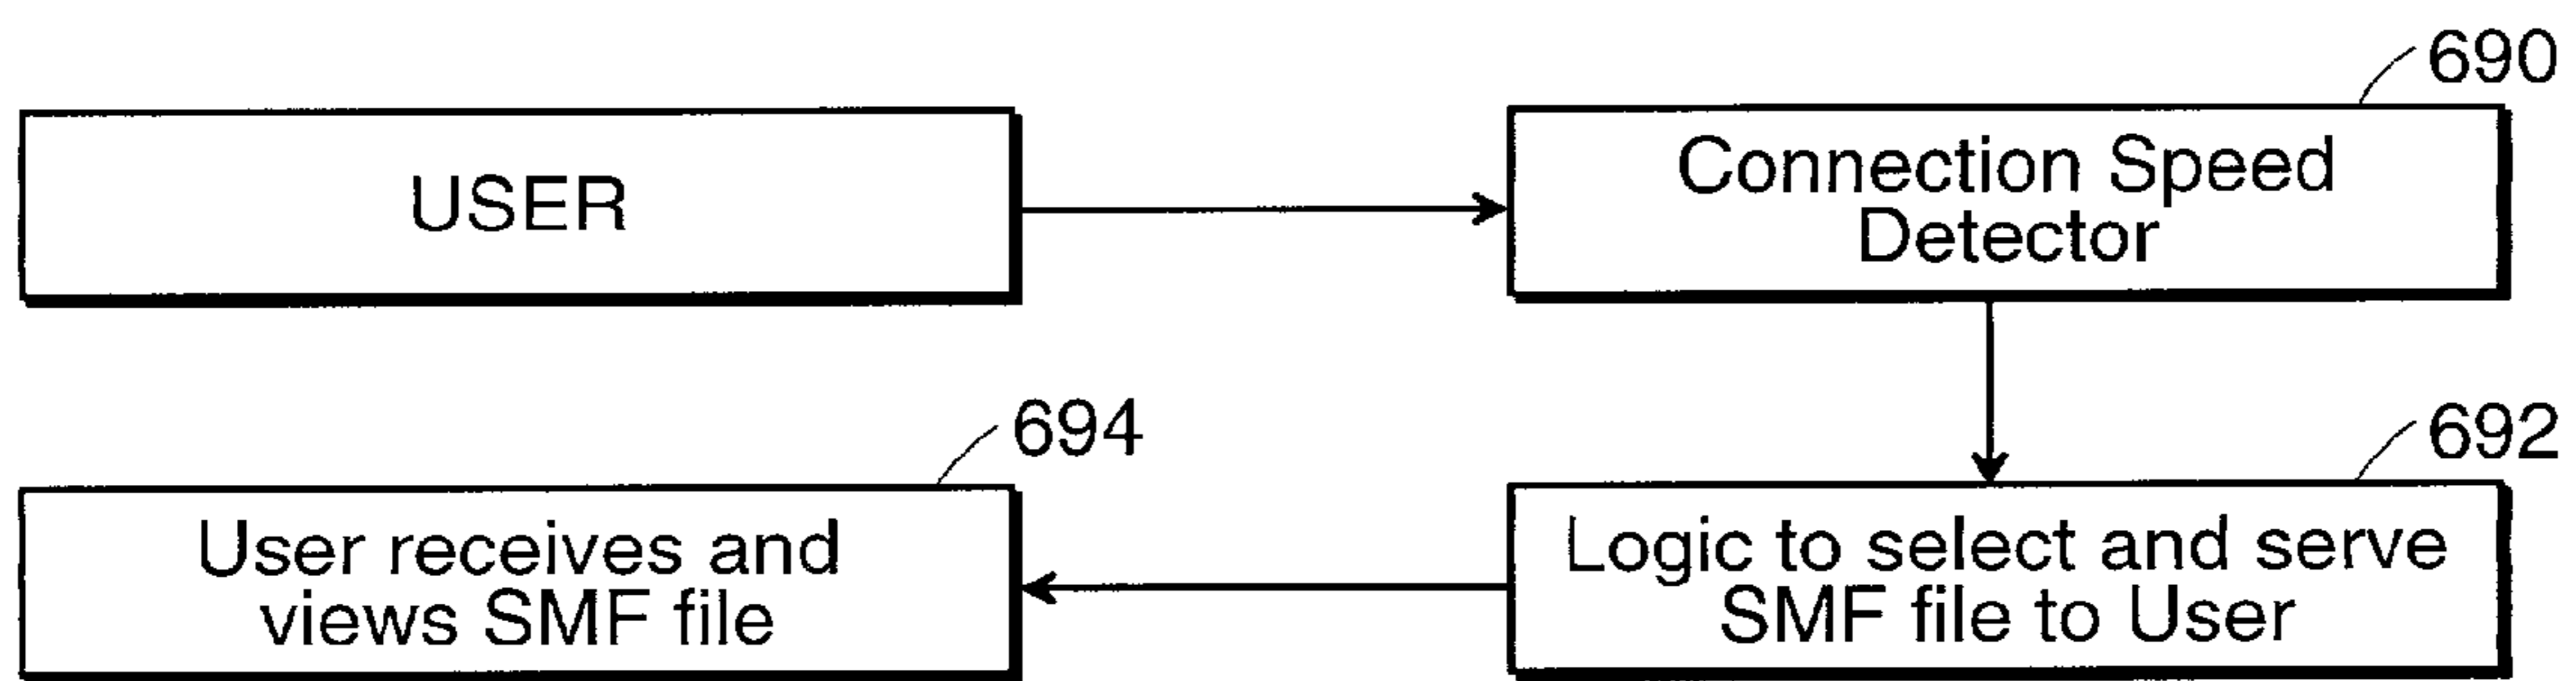 690
USER
Connection Speed
Detector
694
692
User receives and
views SMF file
Logic to select and serve
SMF file to User